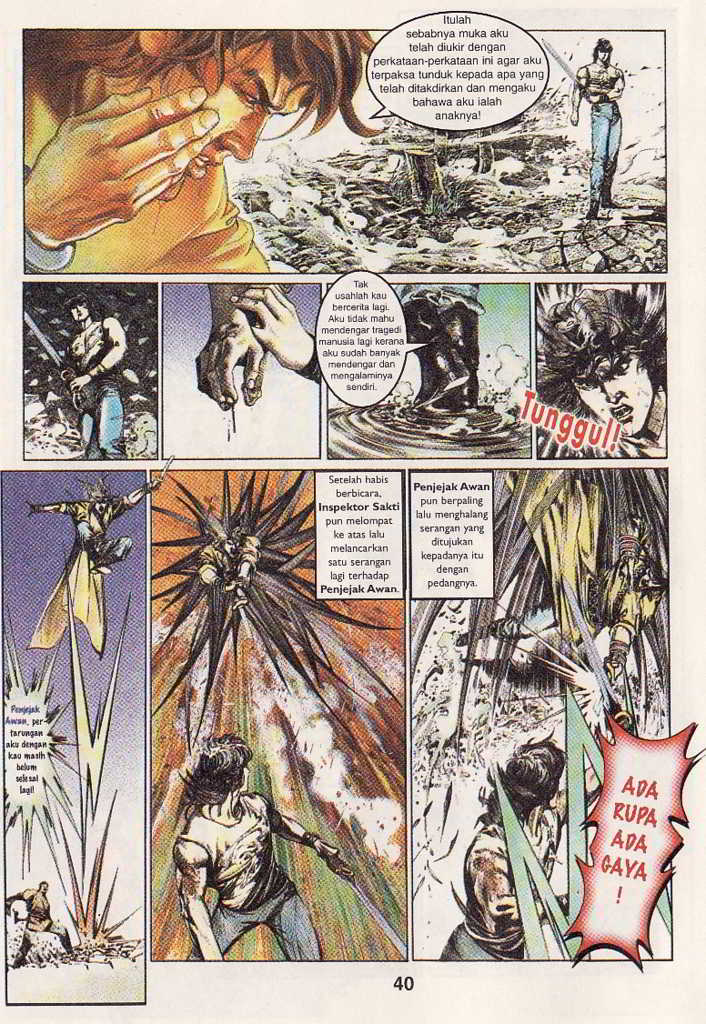 Itulah
sebabnya muka aku
telah diukir dengan
perkataan-perkataan ini agar aku
terpaksa tunduk kepada apa yang
telah ditakdirkan dan mengaku
bahawa aku ialah
anaknya!
Tak
usahlah kau
bercerita lagi.
Aku tidak mahu
mendengar tragedi
manusia lagi kerana
aku sudah banyak
mendengar dan
mengalaminya
sendiri.
Tunggul!
Penjejak
Awan, per-
tarungan
aku dengan
kau masih
belum
selesai
lagi!
Setelah habis
berbicara,
Inspektor Sakti
pun melompat
ke atas lalu
melancarkan
satu serangan
lagi terhadap
Penjejak Awan.
Penjejak Awan
pun berpaling
lalu menghalang
serangan yang
ditujukan
kepadanya itu
dengan
pedangnya.
ADA
RUPA
ADA
GAYA
!
40